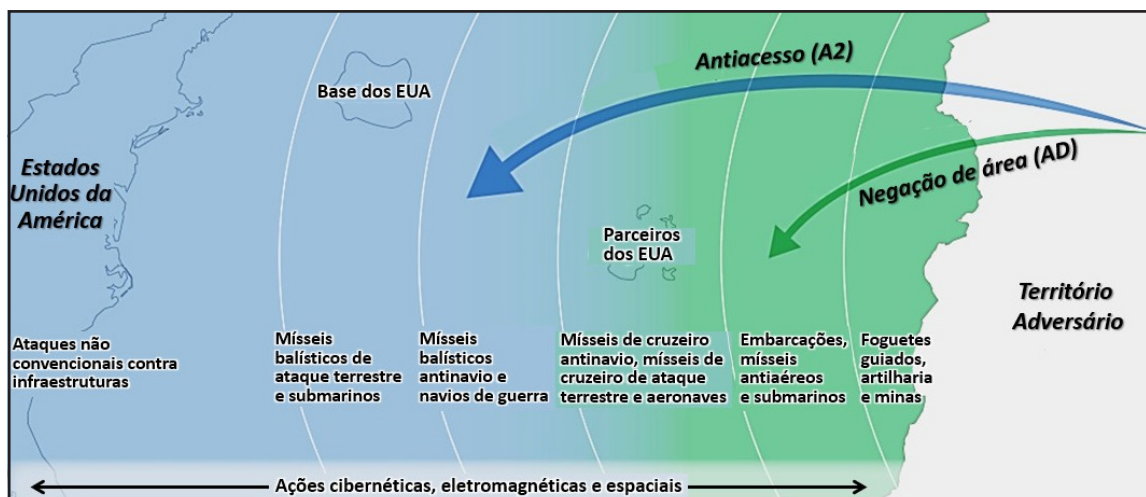 Antiacesso (A2)
Base dos EUA
Negação de área (AD)
Estados
Unidos da
América
Parceiros
dos EUA
Território
Adversário
Ataques não
convencionais contra
infraestruturas
Mísseis
balísticos de
ataque terrestre
e submarinos
Mísseis
balísticos
antinavio e
navios de guerra
Mísseis de cruzeiro
antinavio, mísseis de
cruzeiro de ataque
terrestre e aeronaves
Embarcações,
mísseis
antiaéreos
e submarinos
Foguetes
guiados,
artilharia
e minas
Ações cibernéticas, eletromagnéticas e espaciais